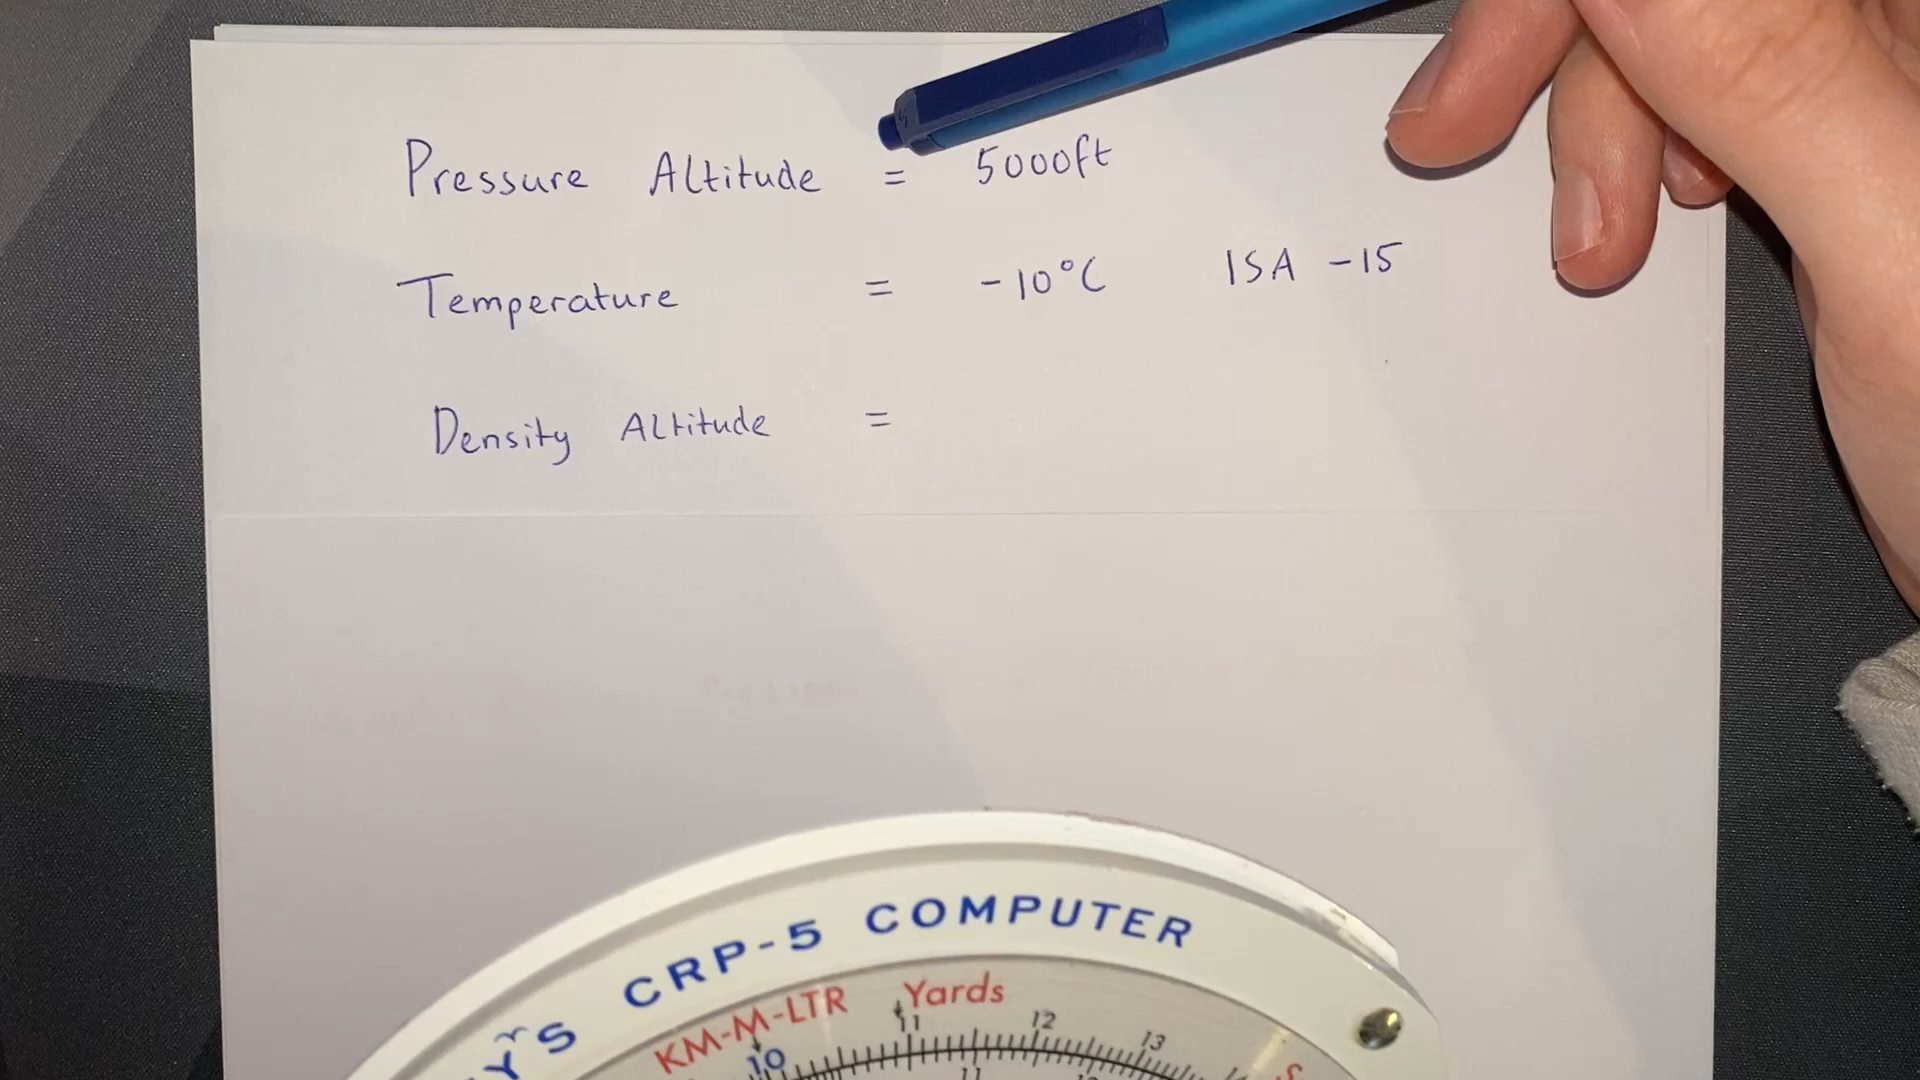 Pressure Altitude = 5000ft
Temperature = -10°C ISA -15
Density Altitude =
Y'S CRP-5 COMPUTER
KM-M-LTR Yards
10 11 12 13
11